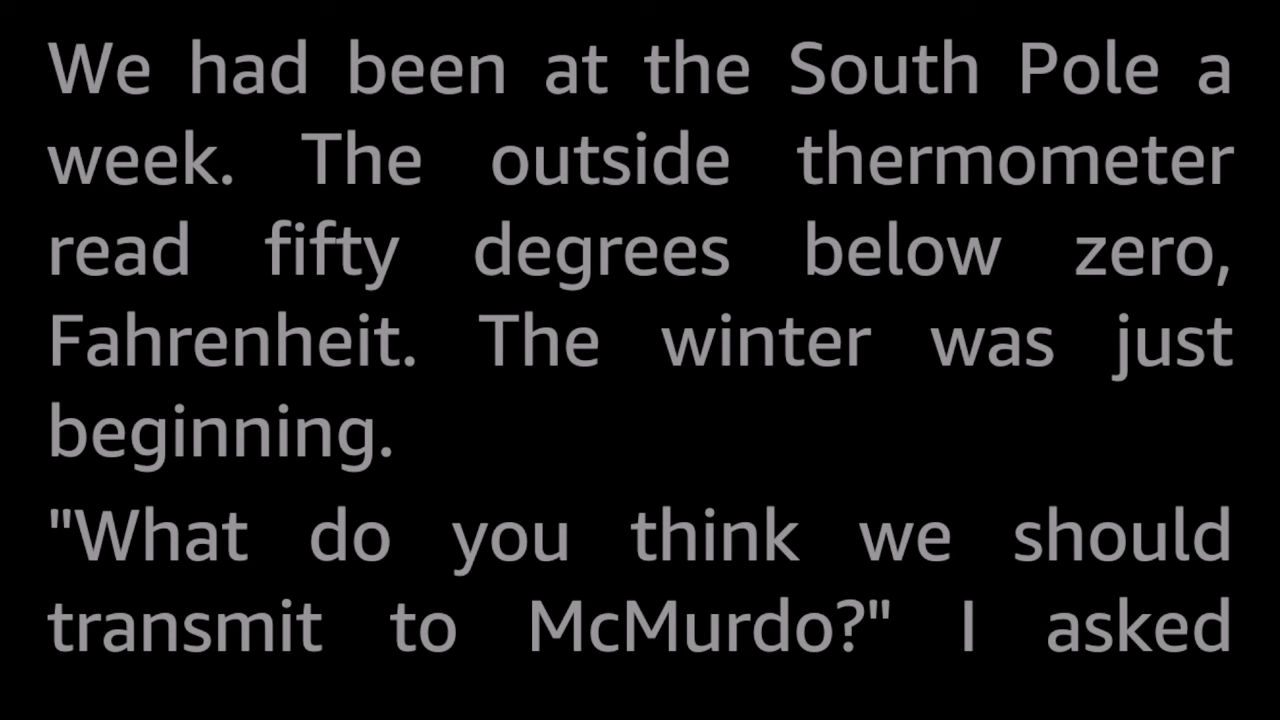 We had been at the South Pole a
week. The outside thermometer
read fifty degrees below zero,
Fahrenheit. The winter was just
beginning.
"What do you think we should
transmit to McMurdo?" I asked